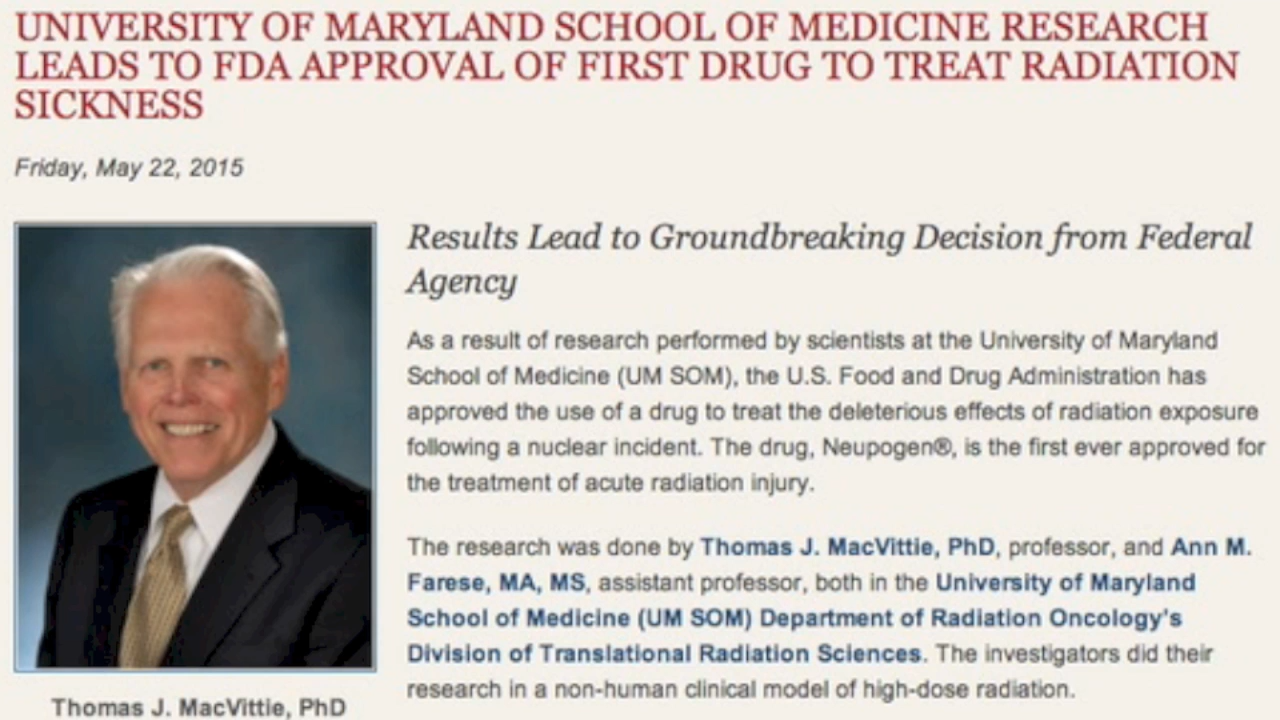 UNIVERSITY OF MARYLAND SCHOOL OF MEDICINE RESEARCH
LEADS TO FDA APPROVAL OF FIRST DRUG TO TREAT RADIATION
SICKNESS
Friday, May 22, 2015
Results Lead to Groundbreaking Decision from Federal
Agency
As a result of research performed by scientists at the University of Maryland
School of Medicine (UM SOM), the U.S. Food and Drug Administration has
approved the use of a drug to treat the deleterious effects of radiation exposure
following a nuclear incident. The drug, Neupogen®, is the first ever approved for
the treatment of acute radiation injury.
The research was done by Thomas J. MacVittie, PhD, professor, and Ann M.
Farese, MA, MS, assistant professor, both in the University of Maryland
School of Medicine (UM SOM) Department of Radiation Oncology's
Division of Translational Radiation Sciences. The investigators did their
research in a non-human clinical model of high-dose radiation.
Thomas J. MacVittie, PhD